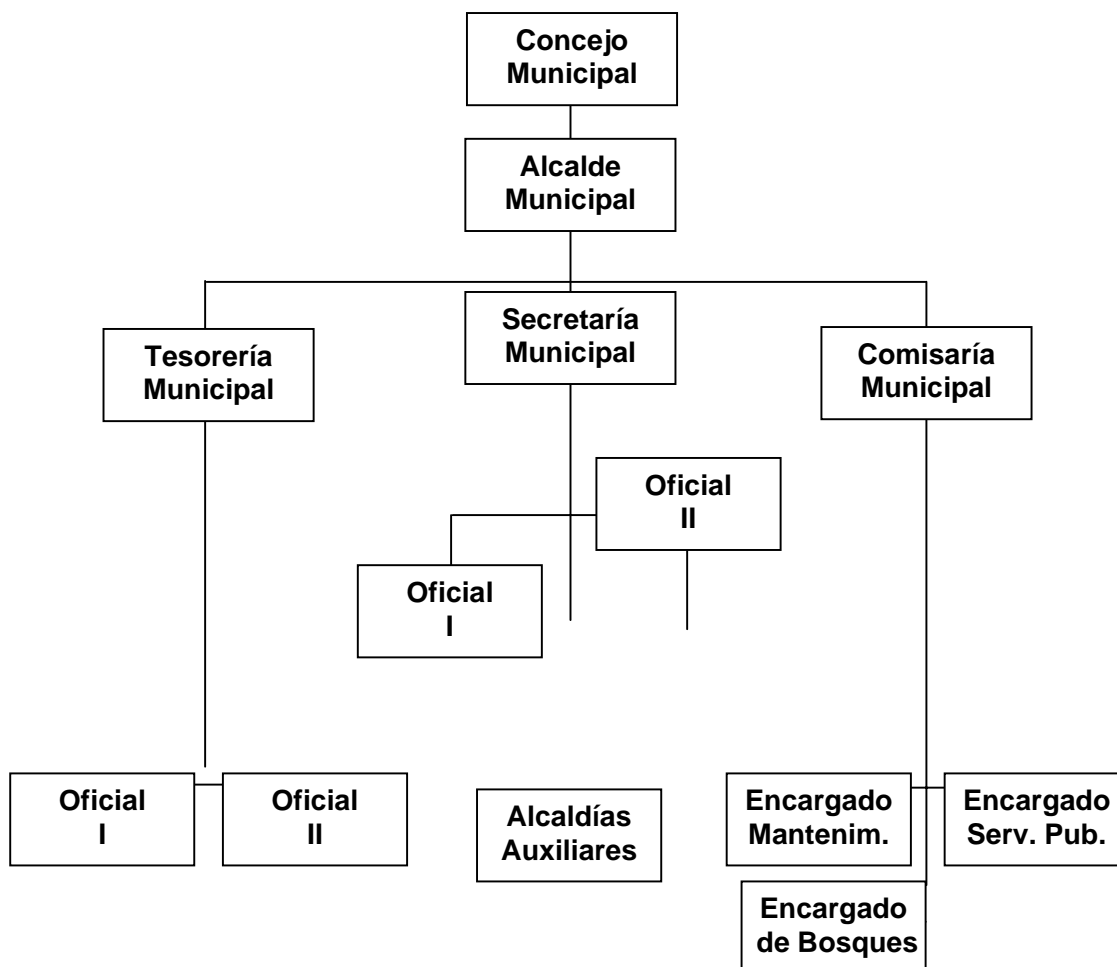 Concejo
Municipal
Alcalde
Municipal
Secretaría
Municipal
Tesorería
Municipal
Comisaría
Municipal
Oficial
II
Oficial
I
Oficial
I
Oficial
II
Alcaldías
Auxiliares
Encargado
Mantenim.
Encargado
Serv. Pub.
Encargado
de Bosques